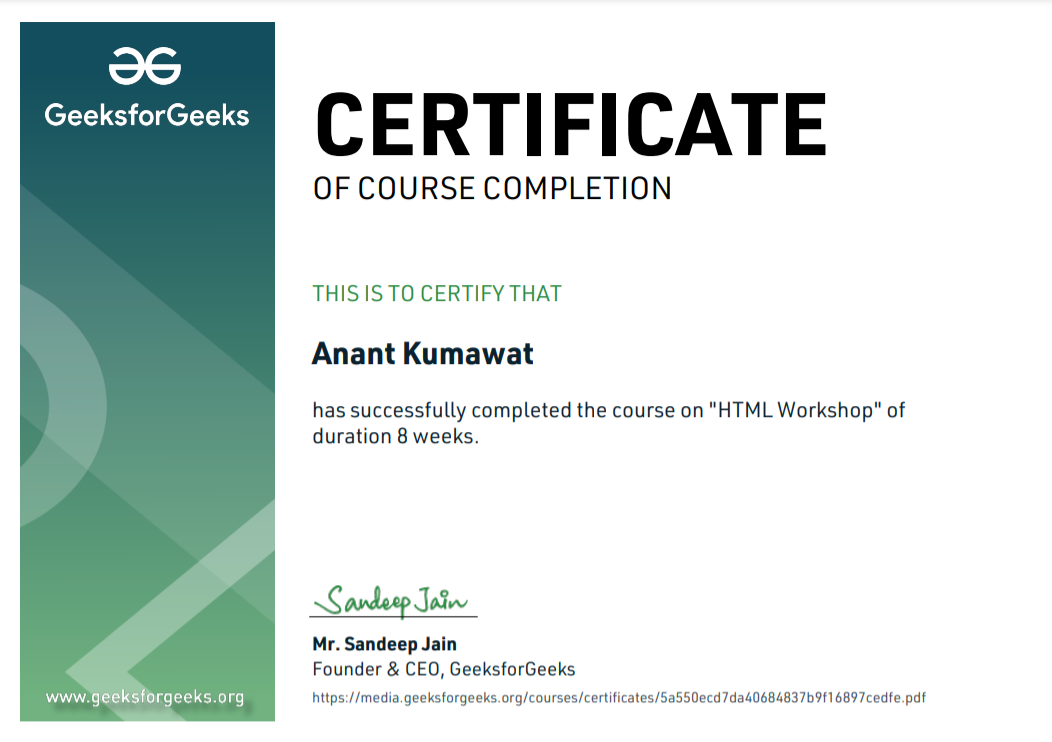 GeeksforGeeks
CERTIFICATE
OF COURSE COMPLETION
THIS IS TO CERTIFY THAT
Anant Kumawat
has successfully completed the course on "HTML Workshop" of
duration 8 weeks.
Sandeep Jain
Mr. Sandeep Jain
Founder & CEO, GeeksforGeeks
https://media.geeksforgeeks.org/courses/certificates/5a550ecd7da40684837b9f16897cedfe.pdf
www.geeksforgeeks.org